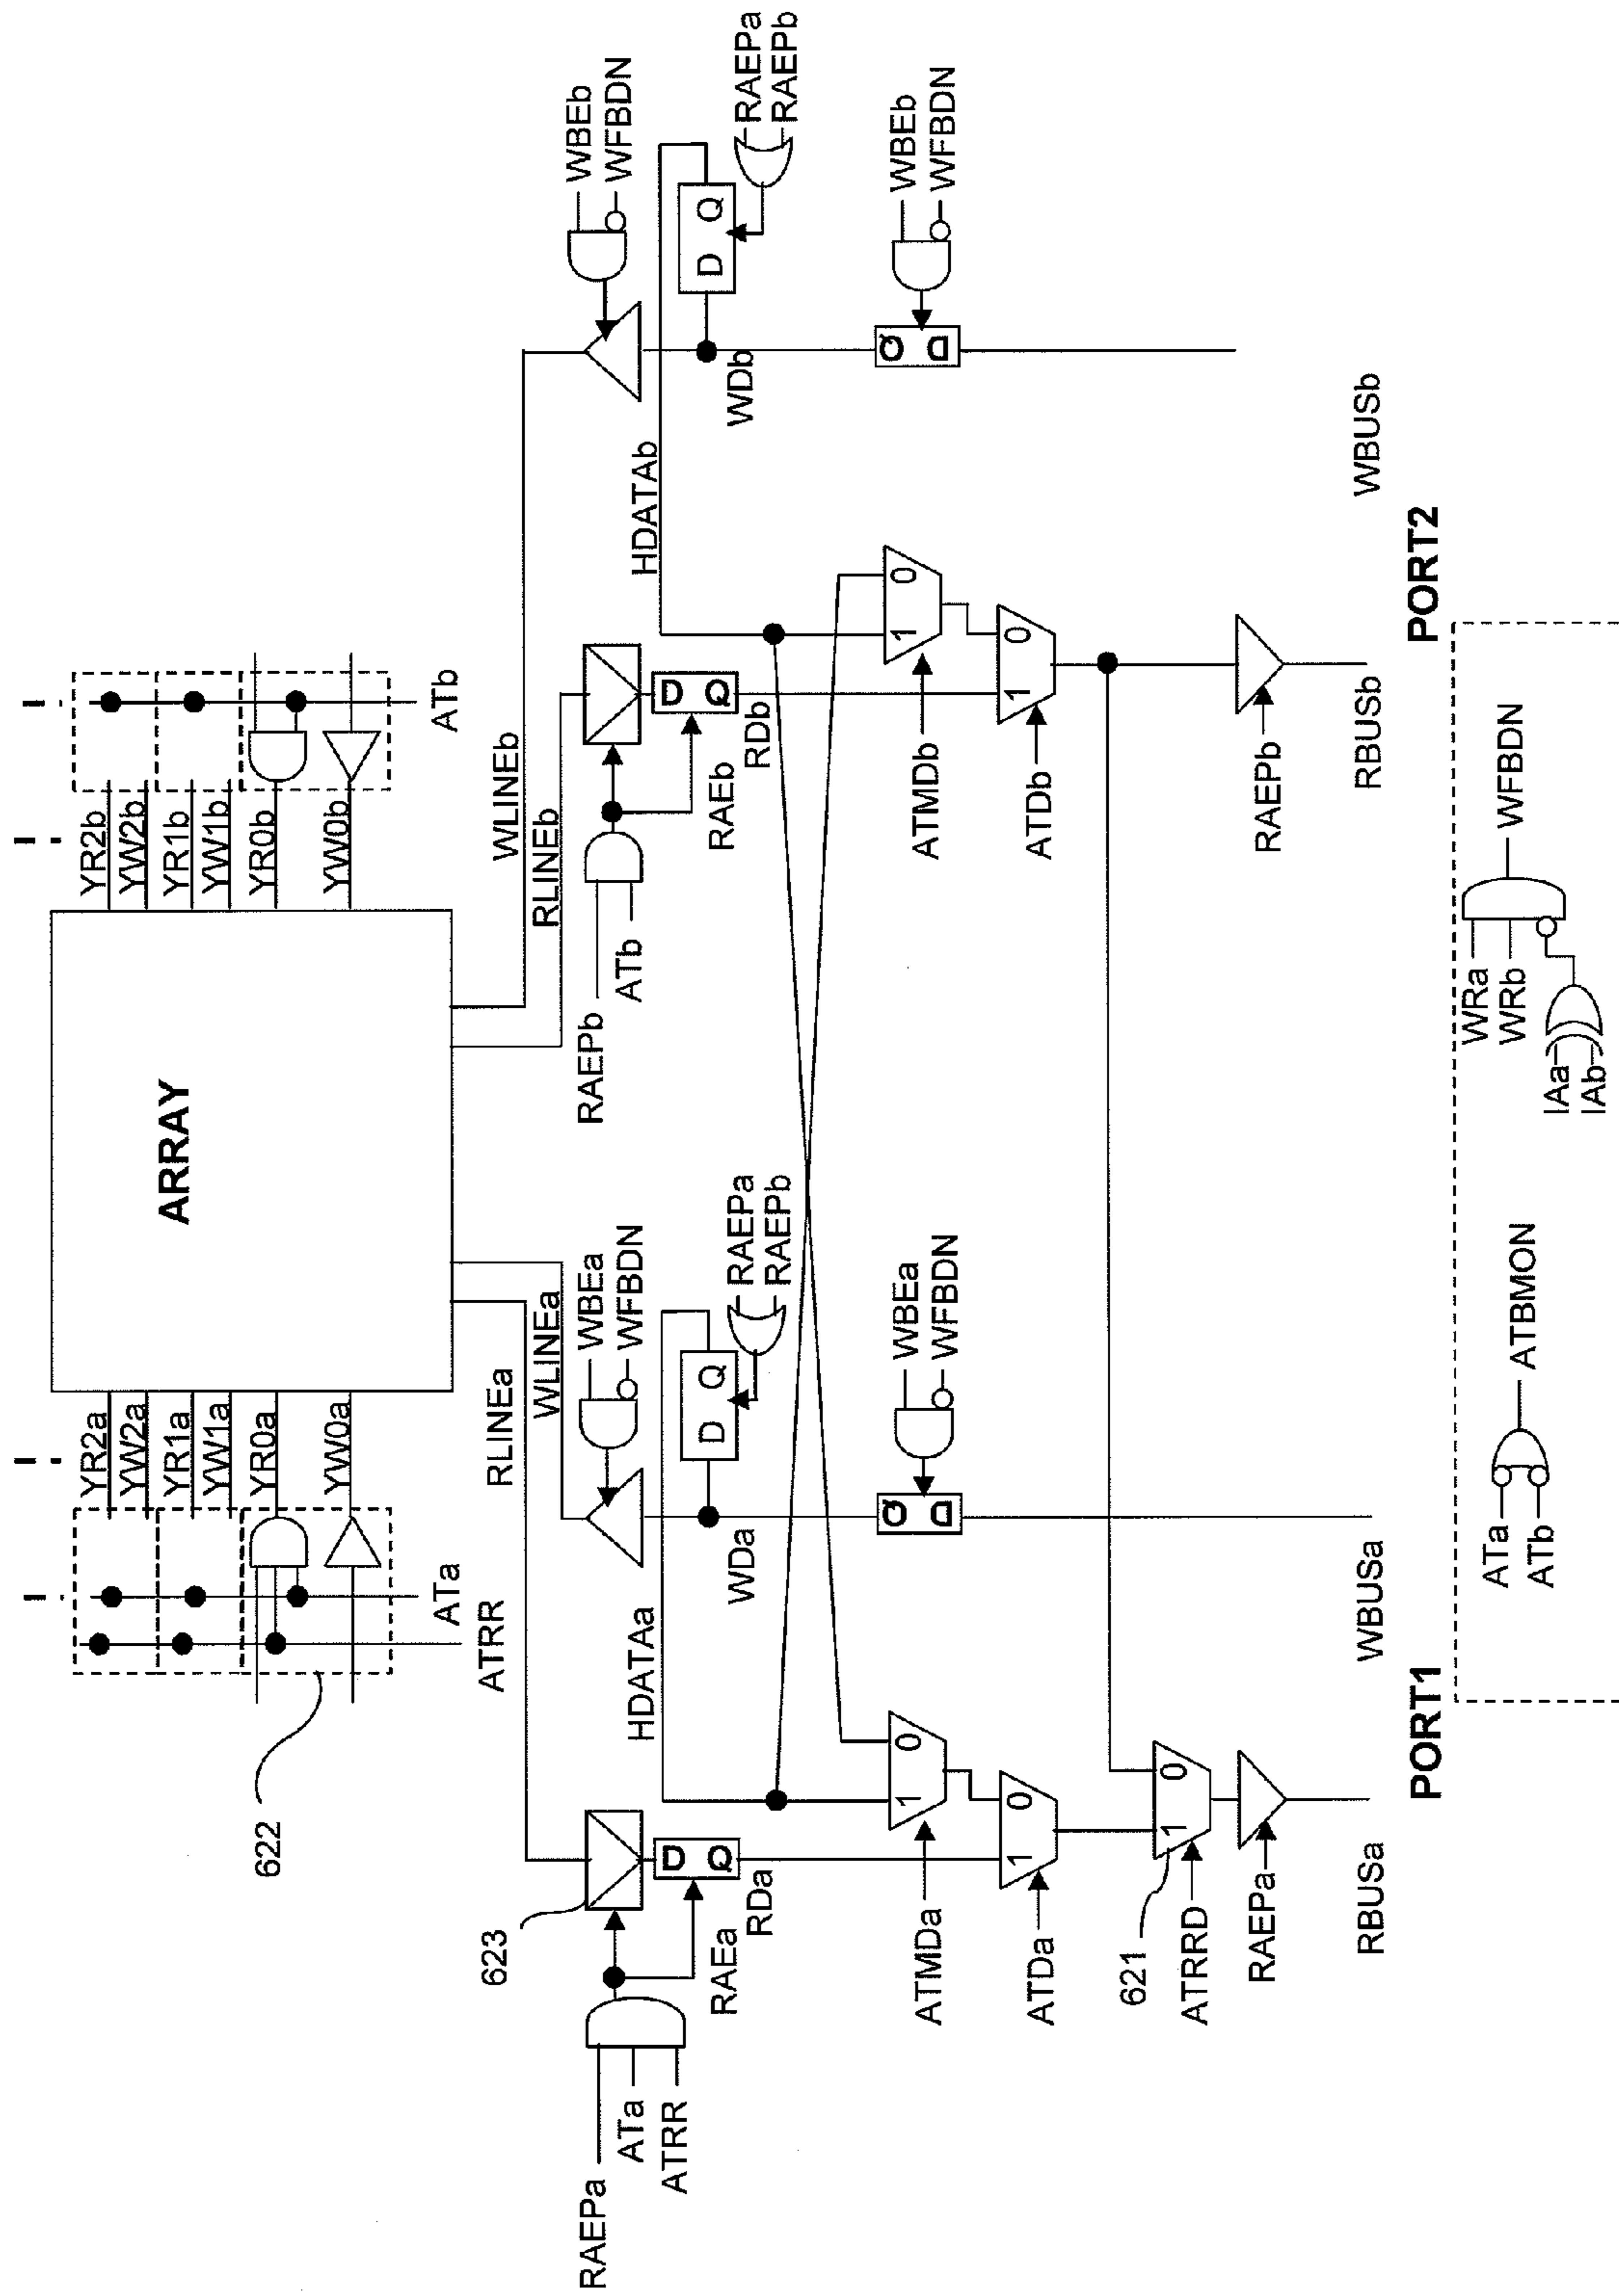 ARRAY
YR2a
YW2a
YR1a
YW1a
YR0a
YW0a
ATa
ATRR
622
YR2b
YW2b
YR1b
YW1b
YR0b
YW0b
ATb
RLINEa
WLINEa
WLINEb
RLINEb
RAEPa
ATa
ATRR
623
D Q
RAEa
RDa
HDATAa
WBEa
WFBDN
D Q
RAEPa
RAEPb
WDa
WBEa
WFBDN
D Q
RAEPb
ATb
D Q
RAEb
RDb
HDATAb
WBEb
WFBDN
D Q
RAEPa
RAEPb
WDb
WBEb
WFBDN
D Q
1 0
ATMDa
1 0
ATDa
621
1 0
ATRRD
RAEPa
RBUSa
WBUSa
PORT1
1 0
ATMDb
1 0
ATDb
RAEPb
RBUSb
WBUSb
PORT2
ATa
ATb
ATBMON
WRa
WRb
IAa
IAb
WFBDN